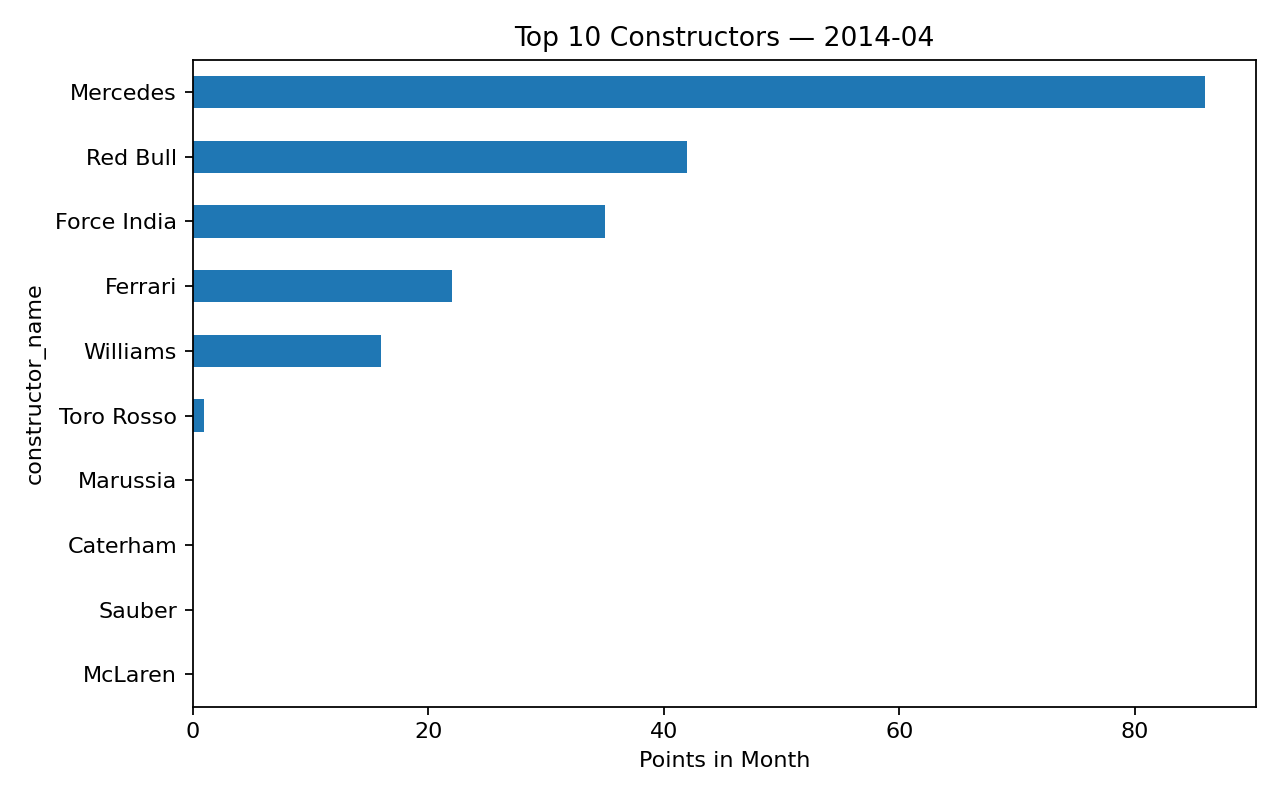 Top 10 Constructors — 2014-04
constructor_name
Mercedes
Red Bull
Force India
Ferrari
Williams
Toro Rosso
Marussia
Caterham
Sauber
McLaren
0 20 40 60 80
Points in Month